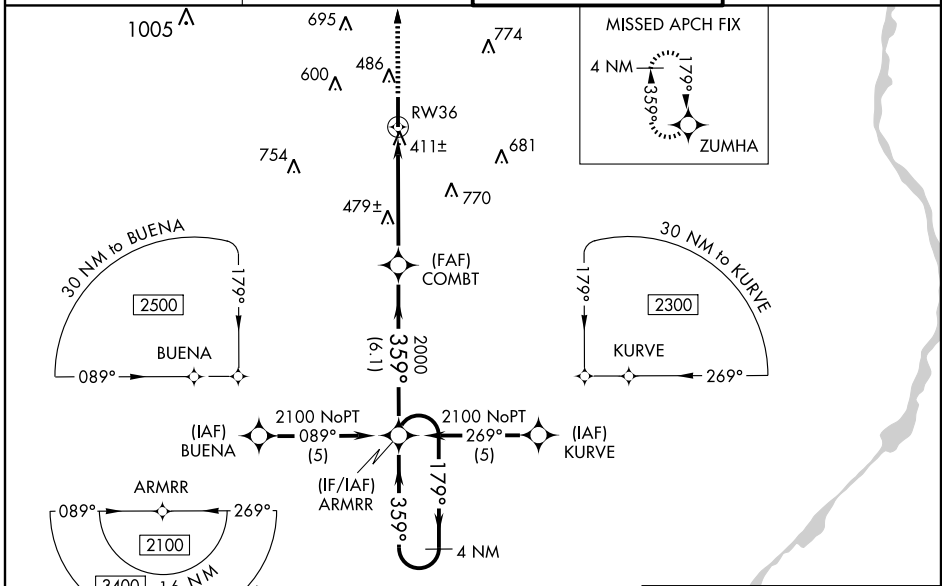 1005
695
774
600
486
RW36
411±
754
681
770
479±
MISSED APCH FIX
4 NM
179°
359°
ZUMHA
(FAF)
COMBT
30 NM to BUENA
179°
2500
BUENA
089°
30 NM to KURVE
179°
2300
KURVE
269°
2000
359°
(6.1)
2100 NoPT
089°
(5)
(IAF)
BUENA
2100 NoPT
269°
(5)
(IAF)
KURVE
(IF/IAF)
ARMRR
359°
179°
4 NM
ARMRR
089°
269°
2100
3400
16 NM